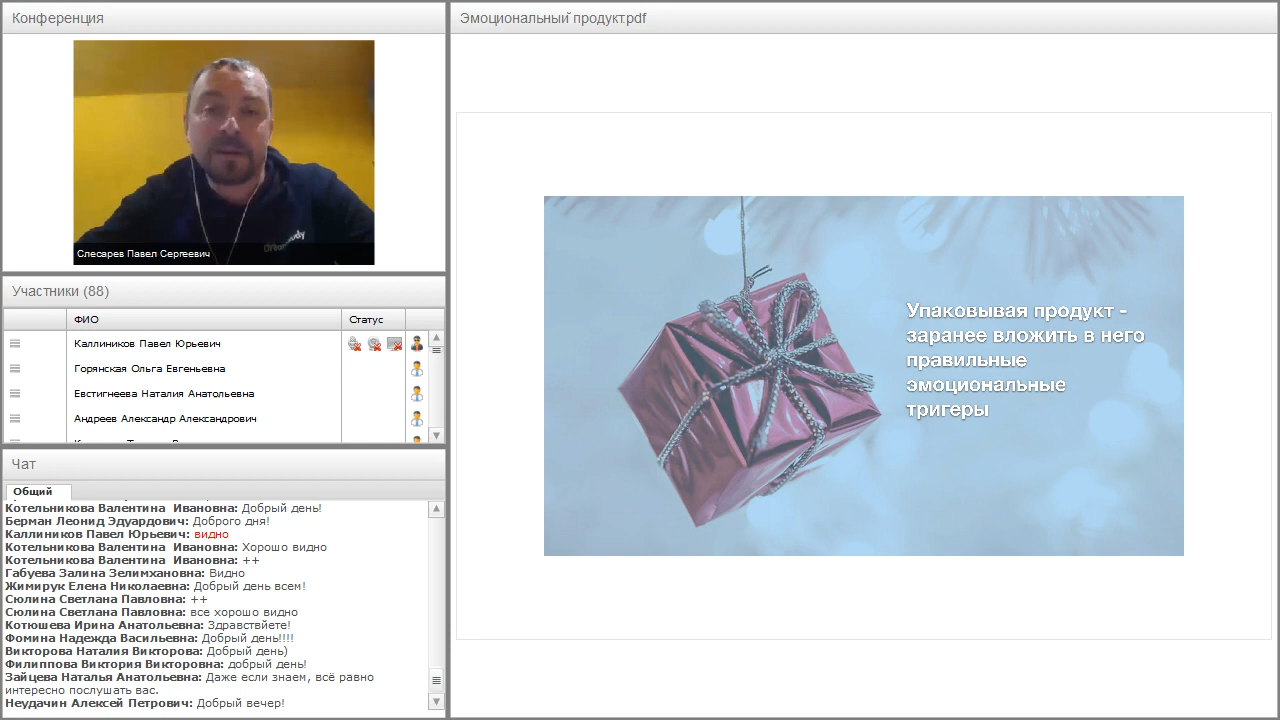 Конференция
Слесарев Павел Сергеевич
Участники (88)
ФИО
Статус
Каллиников Павел Юрьевич
Горянская Ольга Евгеньевна
Евстигнеева Наталия Анатольевна
Андреев Александр Александрович
Чат
Общий
Котельникова Валентина Ивановна: Добрый день!
Берман Леонид Эдуардович: Доброго дня!
Каллиников Павел Юрьевич: видно
Котельникова Валентина Ивановна: Хорошо видно
Котельникова Валентина Ивановна: ++
Габуева Залина Зелимхановна: Видно
Жимирук Елена Николаевна: Добрый день всем!
Сюлина Светлана Павловна: ++
Сюлина Светлана Павловна: все хорошо видно
Котюшева Ирина Анатольевна: Здравствйете!
Фомина Надежда Васильевна: Добрый день!!!!
Викторова Наталия Викторовна: Добрый день)
Филиппова Виктория Викторовна: добрый день!
Зайцева Наталья Анатольевна: Даже если знаем, всё равно
интересно послушать вас.
Неудачин Алексей Петрович: Добрый вечер!
Эмоциональный продукт.pdf
Упаковывая продукт -
заранее вложить в него
правильные
эмоциональные
тригеры